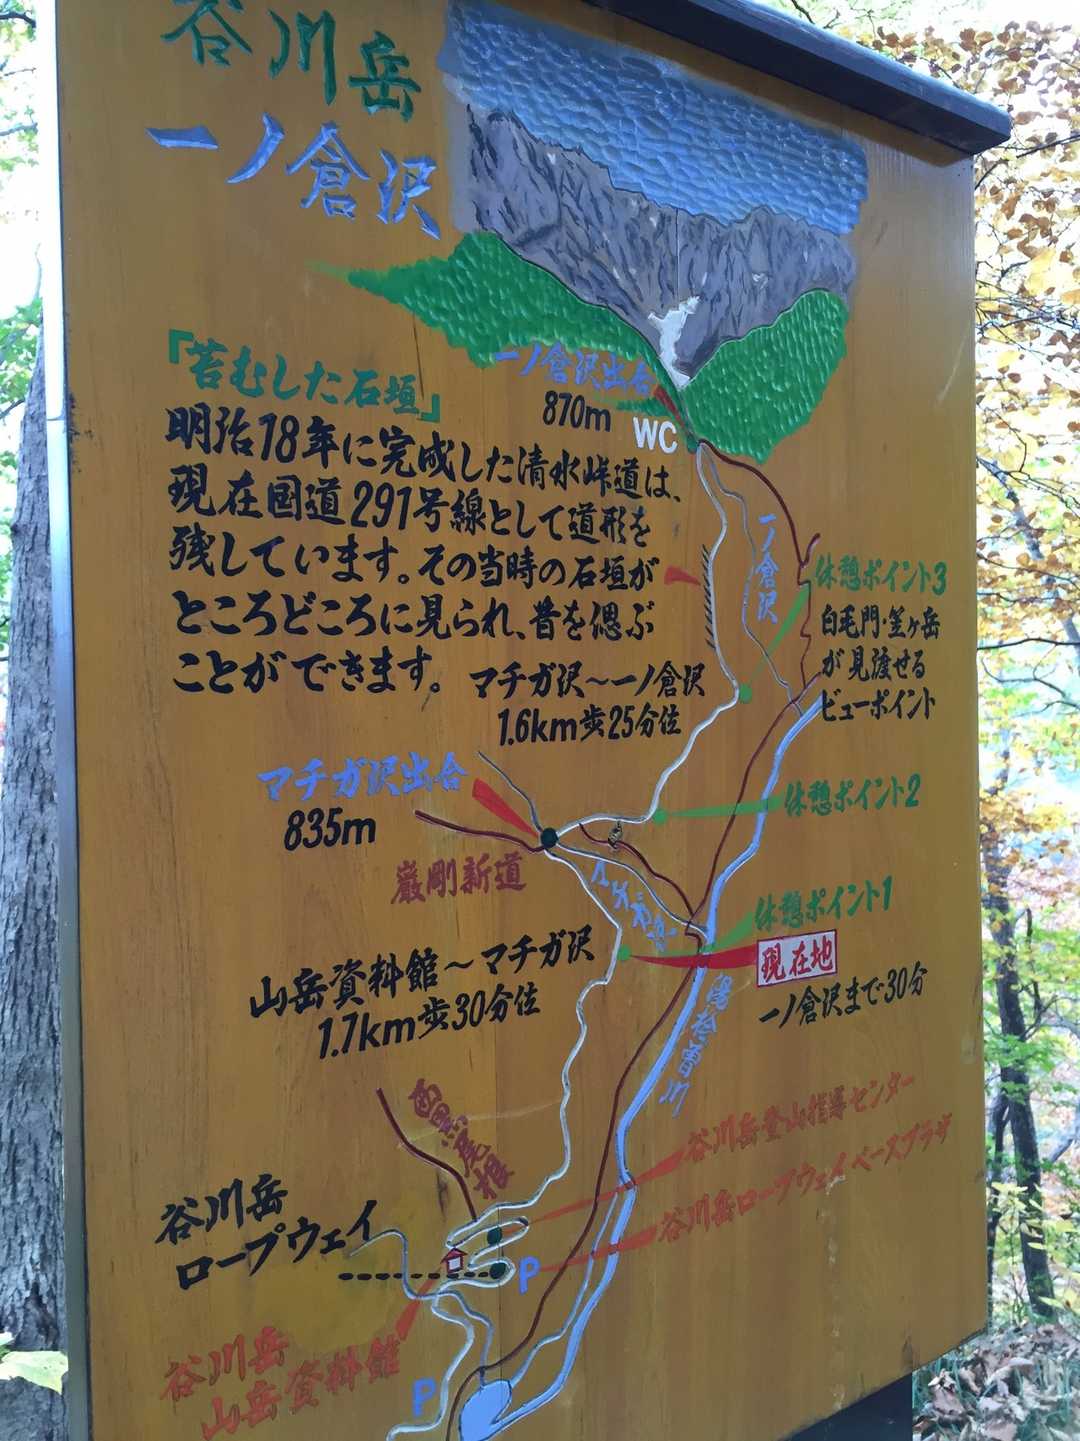 谷川岳
一ノ倉沢
『苔むした石垣』
明治18年に完成した清水峠道は、
現在国道291号線として道形を
残しています。その当時の石垣が
ところどころに見られ、昔を偲ぶ
ことができます。
一ノ倉沢出合
870m
WC
一ノ倉沢
休憩ポイント3
白毛門・笠ヶ岳
が見渡せる
ビューポイント
マチガ沢〜一ノ倉沢
1.6km歩25分位
マチガ沢出合
835m
巌剛新道
休憩ポイント2
マチガ沢
休憩ポイント1
現在地
一ノ倉沢まで30分
山岳資料館〜マチガ沢
1.7km歩30分位
湯桧曽川
西黒尾根
谷川岳登山指導センター
谷川岳ロープウェイベースプラザ
谷川岳
ロープウェイ
P
谷川岳
山岳資料館
P